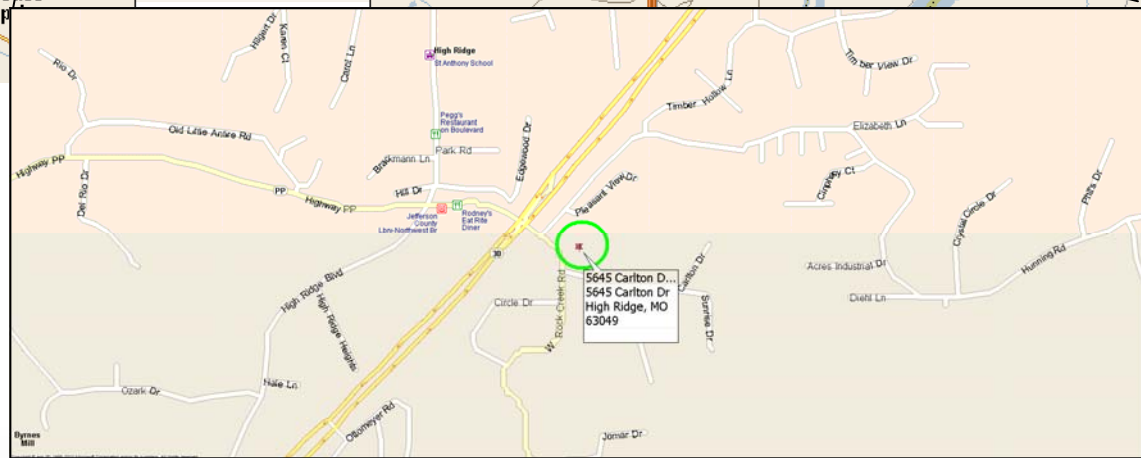 p
Hilgert Dr
Karen Ct
Carol Ln
High Ridge
St Anthony School
Rio Dr
Timber View Dr
Timber Hollow Ln
Pegg's
Restaurant
on Boulevard
Old Little Antire Rd
Elizabeth Ln
Edgewood Dr
Park Rd
Highway PP
Brackmann Ln
Hill Dr
PP
Highway PP
Del Rio Dr
Pleasant View Dr
Jefferson
County
Lbry-Northwest Br
Rodney's
Eat Rite
Diner
Crystal Circle Dr
Phil's Dr
30
Hunning Rd
Acres Industrial Dr
Diehl Ln
5645 Carlton D...
5645 Carlton Dr
High Ridge, MO
63049
Carlton Dr
Sunrise Dr
High Ridge Blvd
High Ridge Heights
Circle Dr
W Rock Creek Rd
Hale Ln
Ozark Dr
Ottomeyer Rd
Byrnes
Mill
Jomar Dr